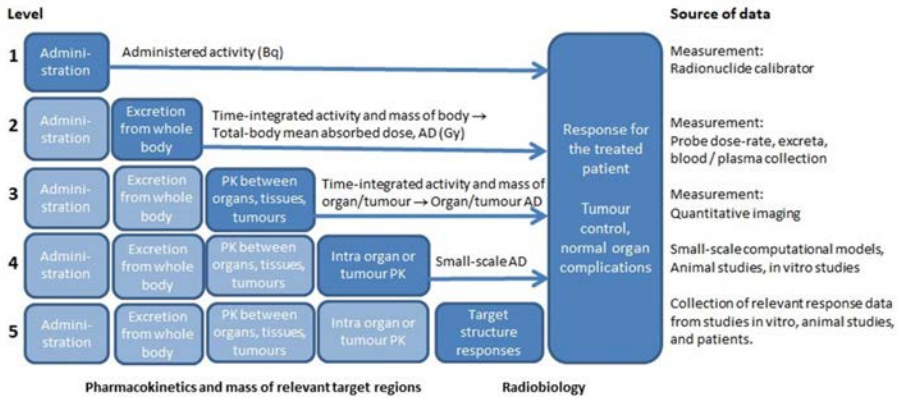 Level
Source of data
1
Admini-
stration
Administered activity (Bq)
Measurement:
Radionuclide calibrator
2
Admini-
stration
Excretion
from whole
body
Time-integrated activity and mass of body →
Total-body mean absorbed dose, AD (Gy)
Measurement:
Probe dose-rate, excreta,
blood / plasma collection
3
Admini-
stration
Excretion
from whole
body
PK between
organs, tissues,
tumours
Time-integrated activity and mass of
organ/tumour → Organ/tumour AD
Measurement:
Quantitative imaging
4
Admini-
stration
Excretion
from whole
body
PK between
organs, tissues,
tumours
Intra organ or
tumour PK
Small-scale AD
Small-scale computational models,
Animal studies, in vitro studies
5
Admini-
stration
Excretion
from whole
body
PK between
organs, tissues,
tumours
Intra organ or
tumour PK
Target
structure
responses
Collection of relevant response data
from studies in vitro, animal studies,
and patients.
Response for
the treated
patient
Tumour
control,
normal organ
complications
Pharmacokinetics and mass of relevant target regions
Radiobiology